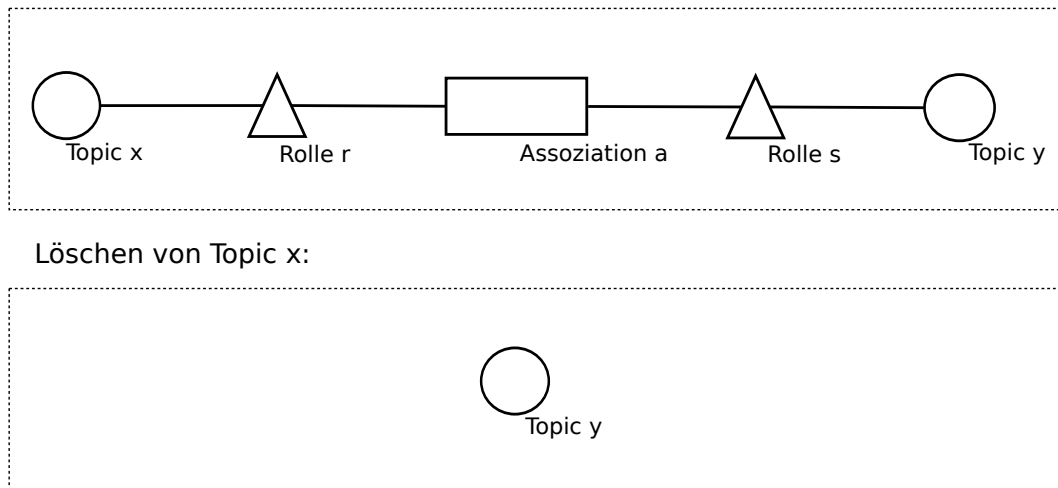 Topic x
Rolle r
Assoziation a
Rolle s
Topic y
Löschen von Topic x:
Topic y